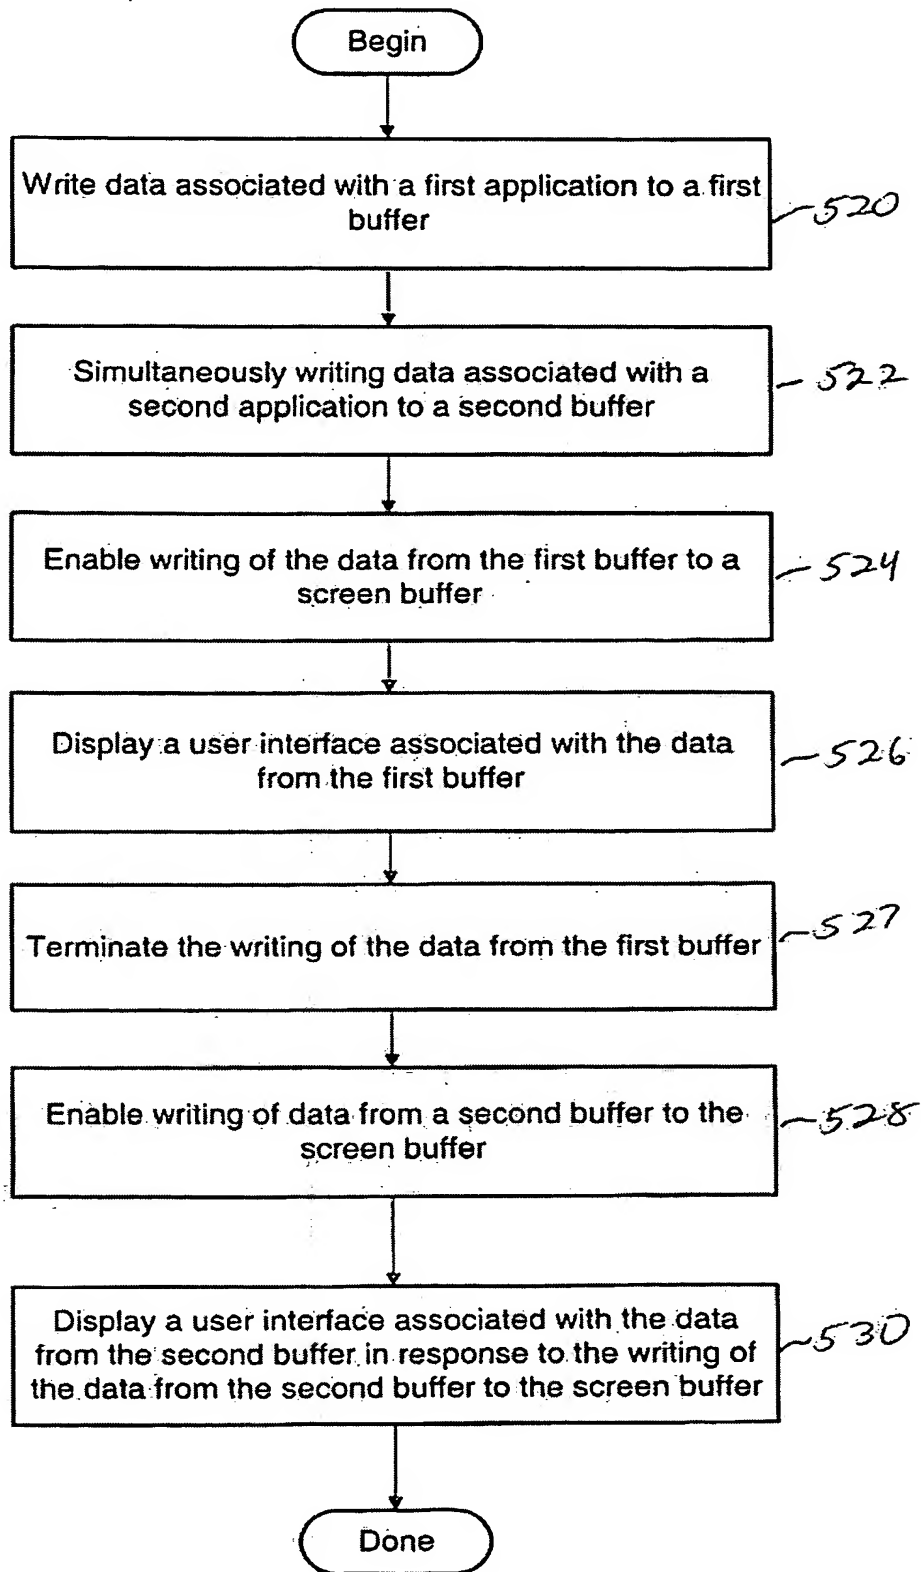 Begin
Write data associated with a first application to a first
buffer
520
Simultaneously writing data associated with a
second application to a second buffer
522
Enable writing of the data from the first buffer to a
screen buffer
524
Display a user interface associated with the data
from the first buffer
526
Terminate the writing of the data from the first buffer
527
Enable writing of data from a second buffer to the
screen buffer
528
Display a user interface associated with the data
from the second buffer in response to the writing of
the data from the second buffer to the screen buffer
530
Done